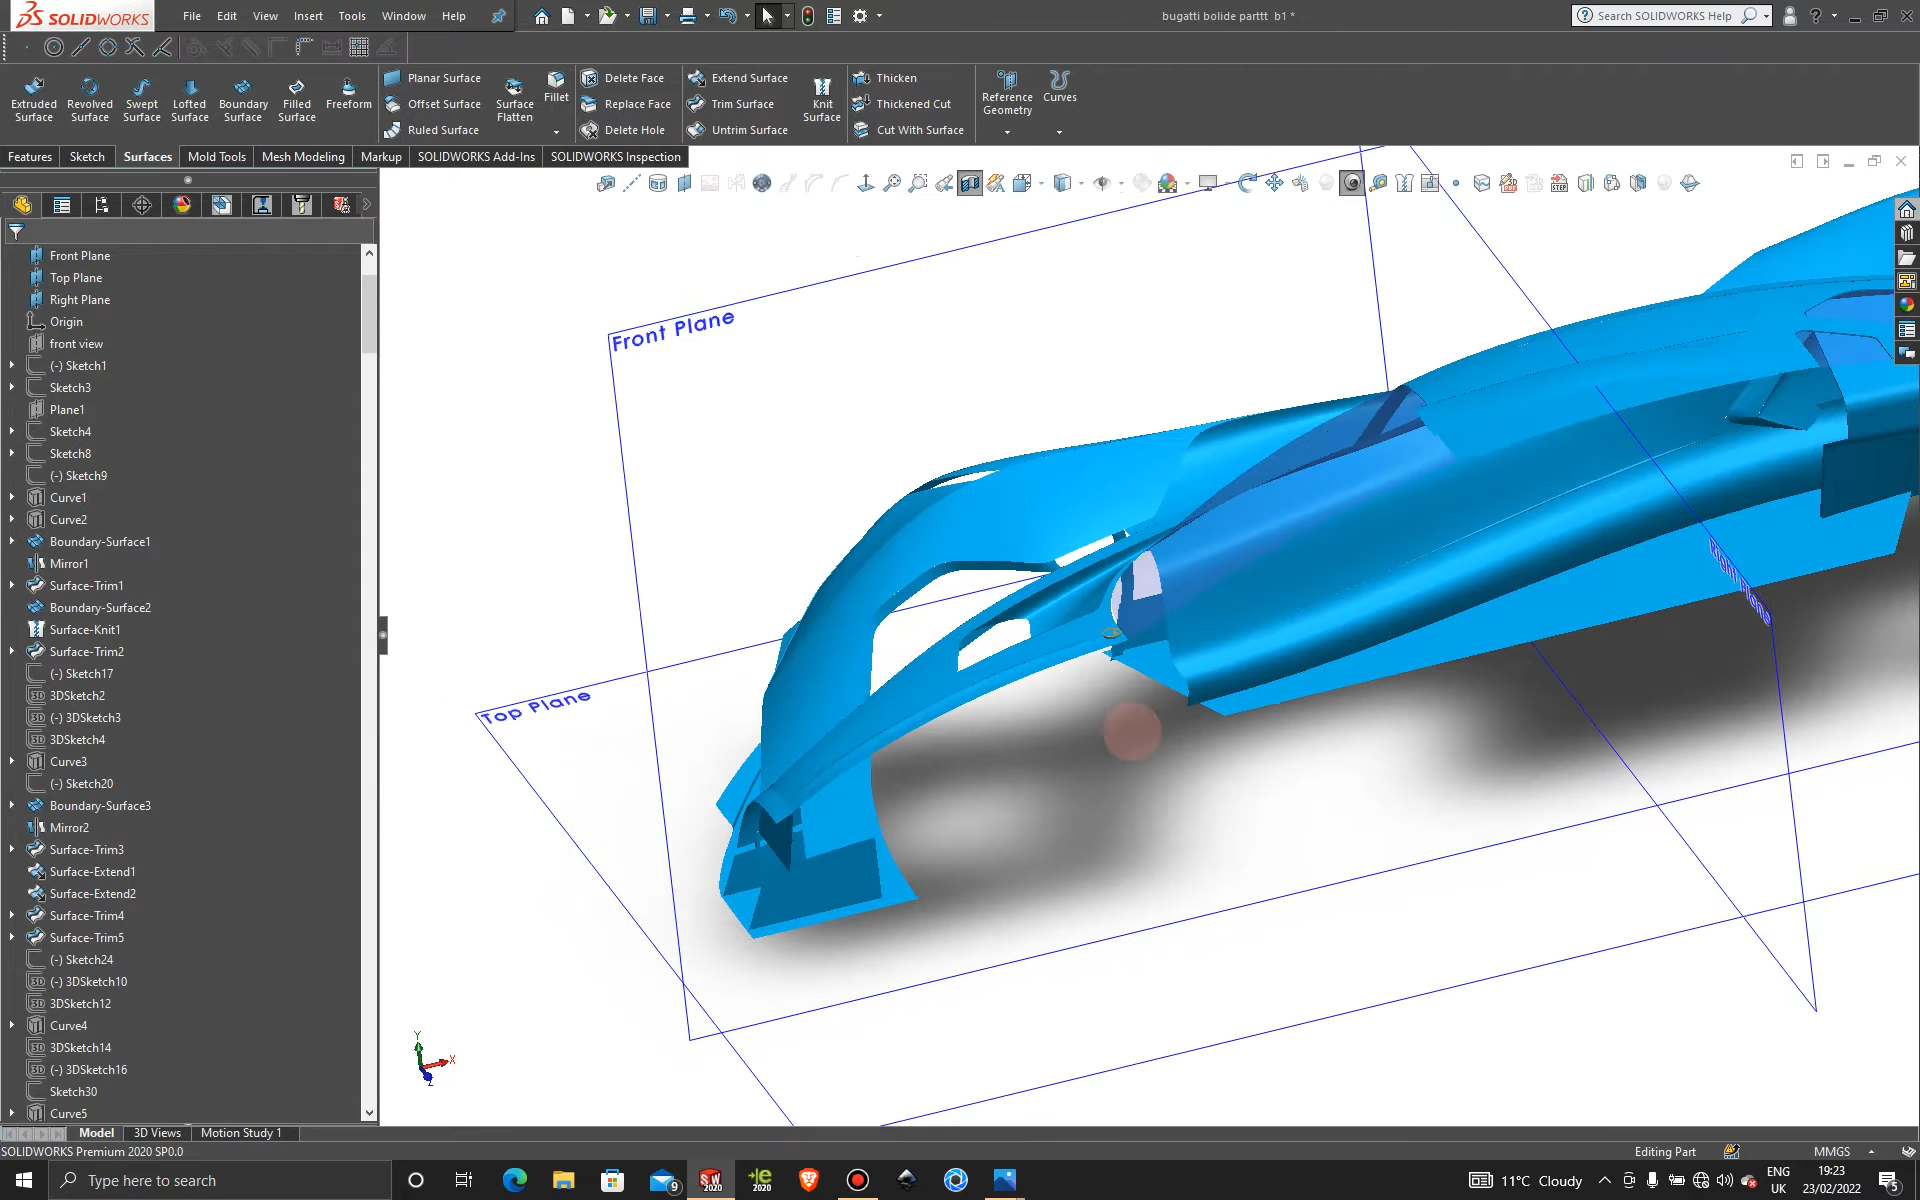 SOLIDWORKS
File Edit View Insert Tools Window Help
bugatti bolide parttt b1 *
Search SOLIDWORKS Help
Extruded Surface
Revolved Surface
Swept Surface
Lofted Surface
Boundary Surface
Filled Surface
Freeform
Planar Surface
Offset Surface
Ruled Surface
Surface Flatten
Fillet
Delete Face
Replace Face
Delete Hole
Extend Surface
Trim Surface
Untrim Surface
Knit Surface
Thicken
Thickened Cut
Cut With Surface
Reference Geometry
Curves
Features Sketch Surfaces Mold Tools Mesh Modeling Markup SOLIDWORKS Add-Ins SOLIDWORKS Inspection
Front Plane
Top Plane
Right Plane
Origin
front view
(-) Sketch1
Sketch3
Plane1
Sketch4
Sketch8
(-) Sketch9
Curve1
Curve2
Boundary-Surface1
Mirror1
Surface-Trim1
Boundary-Surface2
Surface-Knit1
Surface-Trim2
(-) Sketch17
3DSketch2
(-) 3DSketch3
3DSketch4
Curve3
(-) Sketch20
Boundary-Surface3
Mirror2
Surface-Trim3
Surface-Extend1
Surface-Extend2
Surface-Trim4
Surface-Trim5
(-) Sketch24
(-) 3DSketch10
3DSketch12
Curve4
3DSketch14
(-) 3DSketch16
Sketch30
Curve5
Front Plane
Top Plane
Right Plane
Y
X
Z
Model 3D Views Motion Study 1
SOLIDWORKS Premium 2020 SP0.0
Editing Part
MMGS
Type here to search
9
SW 2020
2020
11°C Cloudy
ENG
UK
19:23
23/02/2022
5